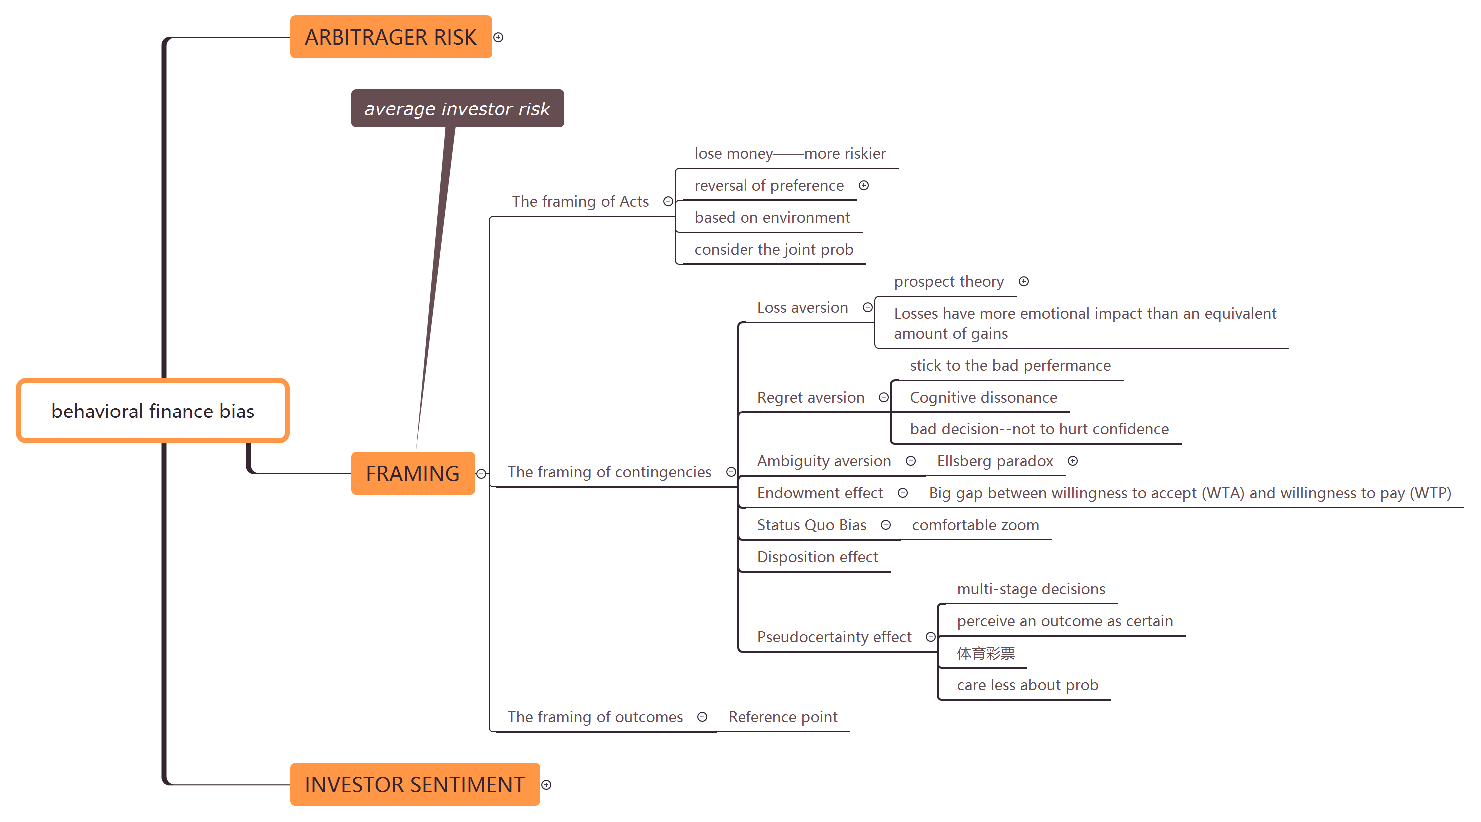 ARBITRAGER RISK
average investor risk
lose money——more riskier
reversal of preference
The framing of Acts
based on environment
consider the joint prob
prospect theory
Loss aversion
Losses have more emotional impact than an equivalent
amount of gains
stick to the bad perfermance
Regret aversion
Cognitive dissonance
bad decision--not to hurt confidence
behavioral finance bias
FRAMING
The framing of contingencies
Ambiguity aversion
Ellsberg paradox
Endowment effect
Big gap between willingness to accept (WTA) and willingness to pay (WTP)
Status Quo Bias
comfortable zoom
Disposition effect
multi-stage decisions
perceive an outcome as certain
Pseudocertainty effect
体育彩票
care less about prob
The framing of outcomes
Reference point
INVESTOR SENTIMENT